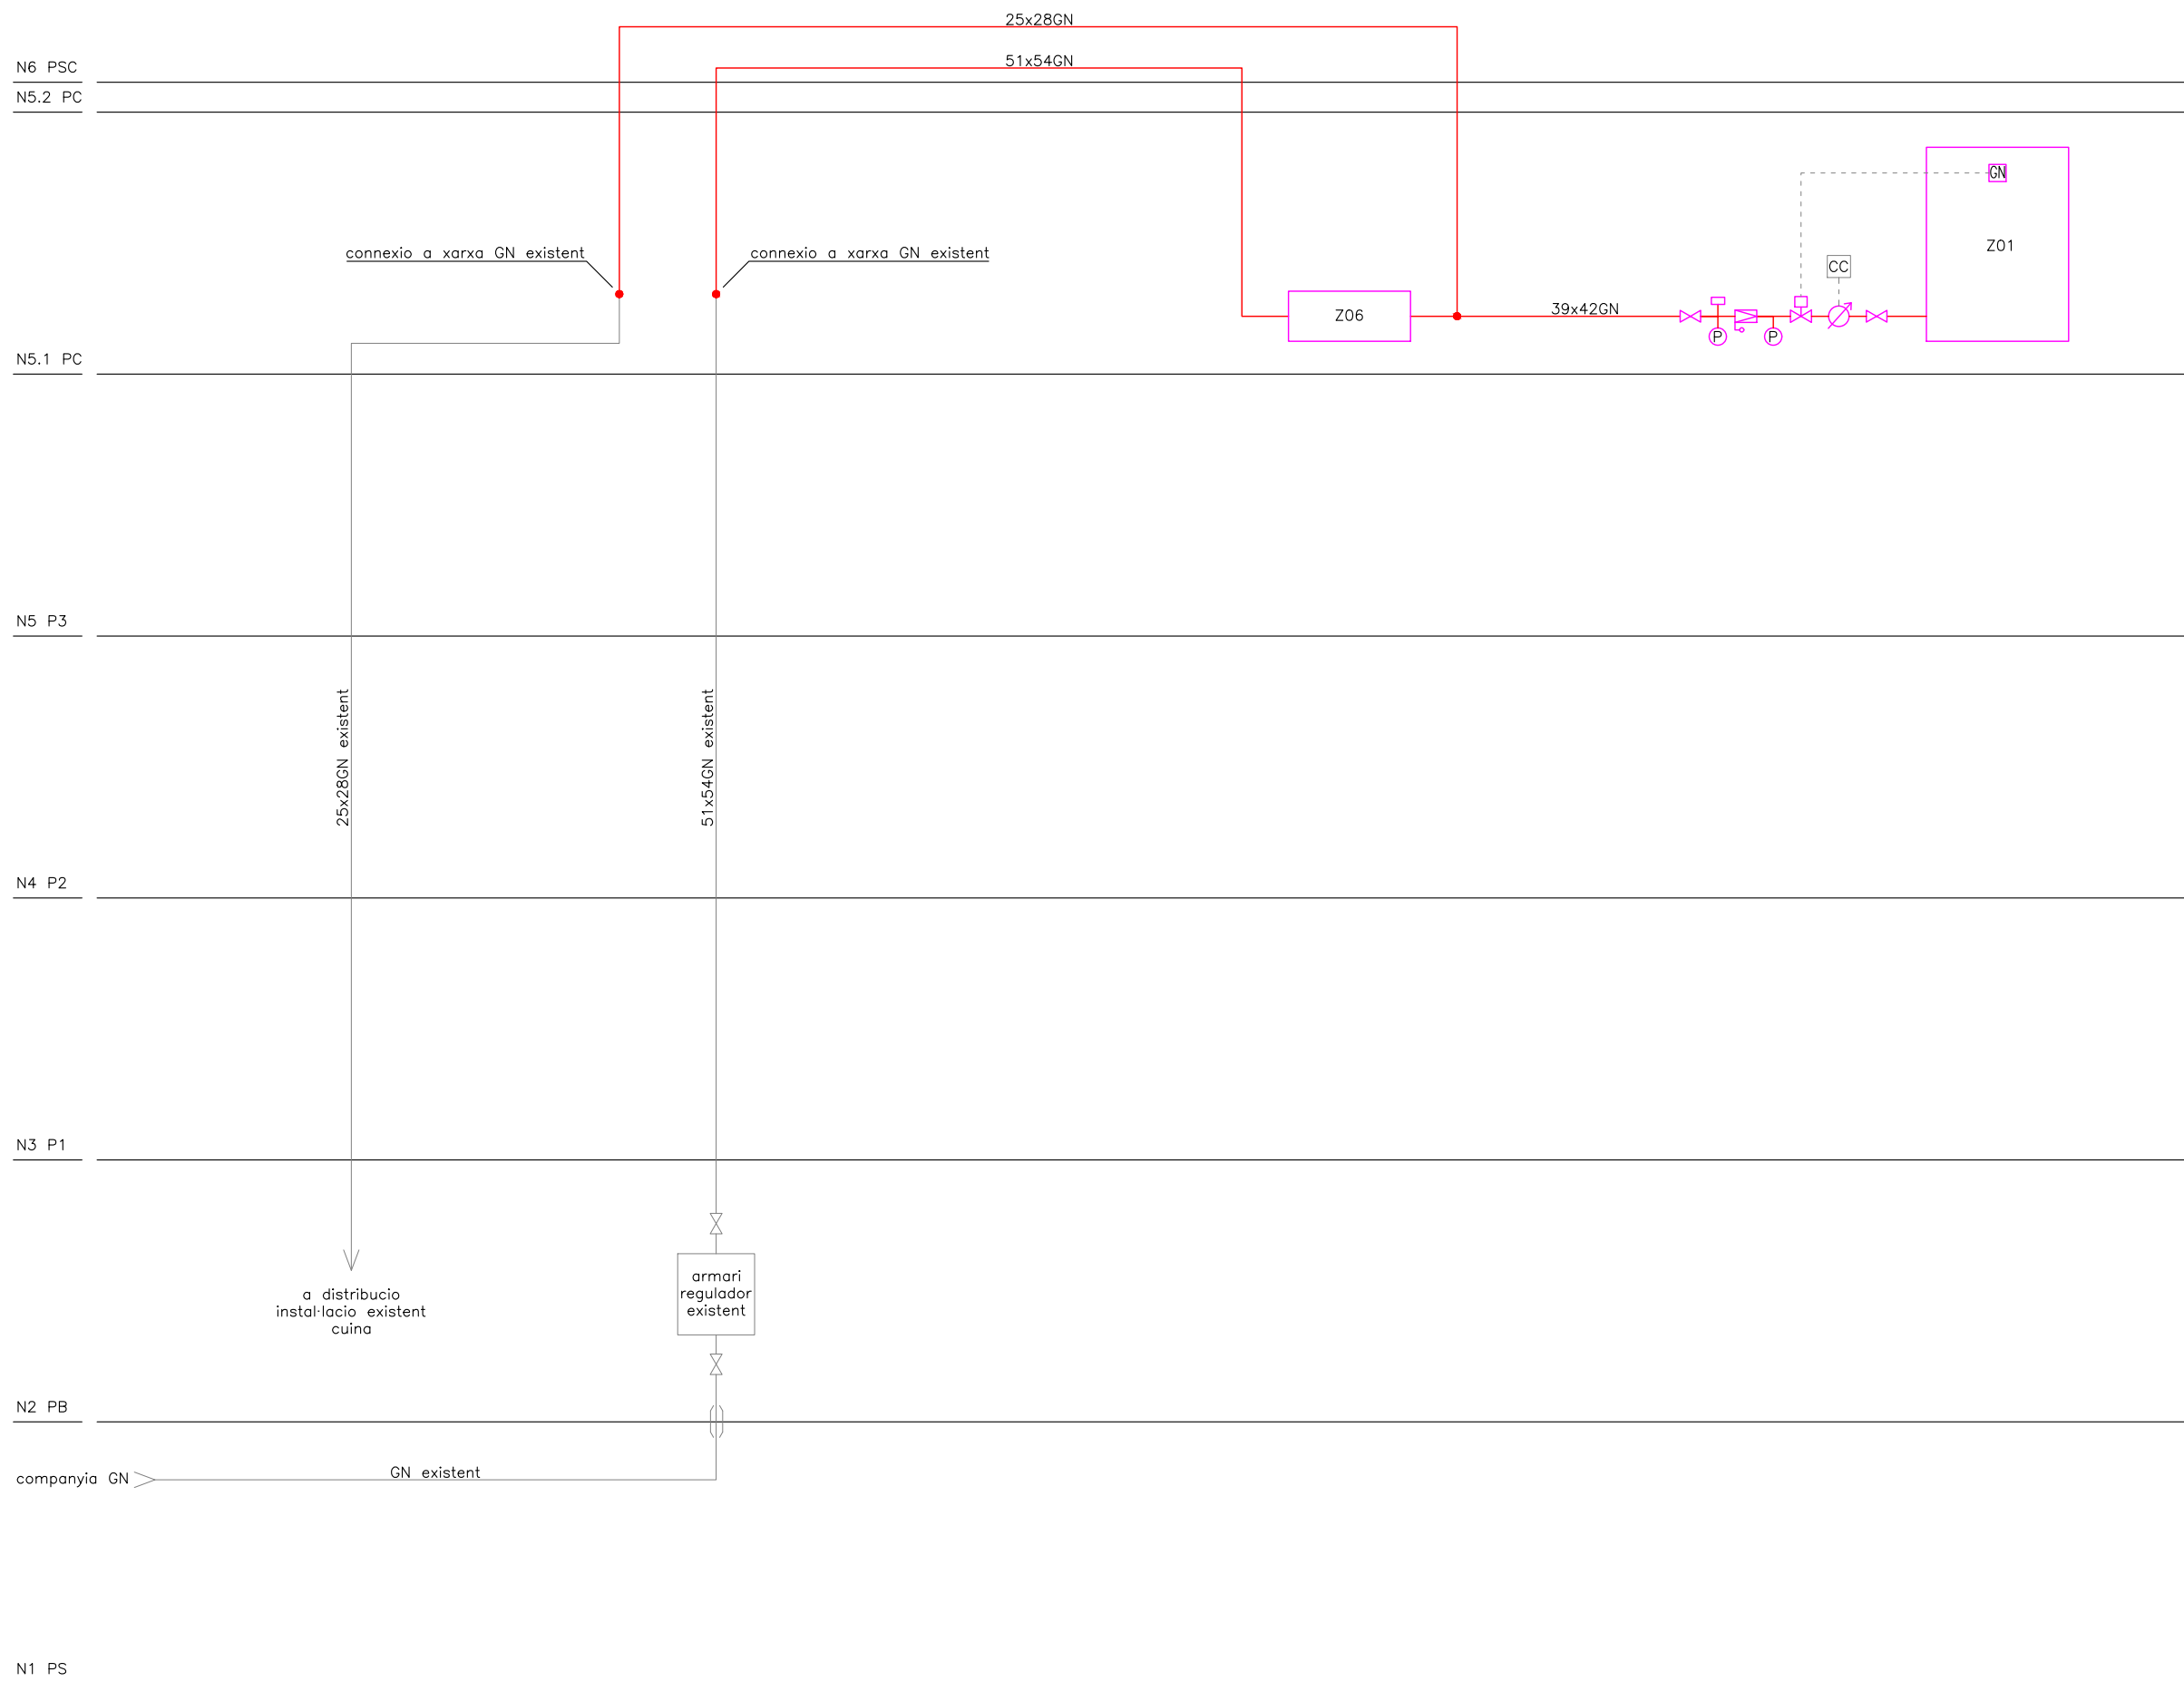 25x28GN
51x54GN
N6 PSC
N5.2 PC
GN
Z01
connexio a xarxa GN existent
connexio a xarxa GN existent
CC
39x42GN
Z06
P
P
N5.1 PC
N5 P3
25x28GN existent
51x54GN existent
N4 P2
N3 P1
armari
regulador
existent
a distribucio
instal·lacio existent
cuina
N2 PB
companyia GN
GN existent
N1 PS